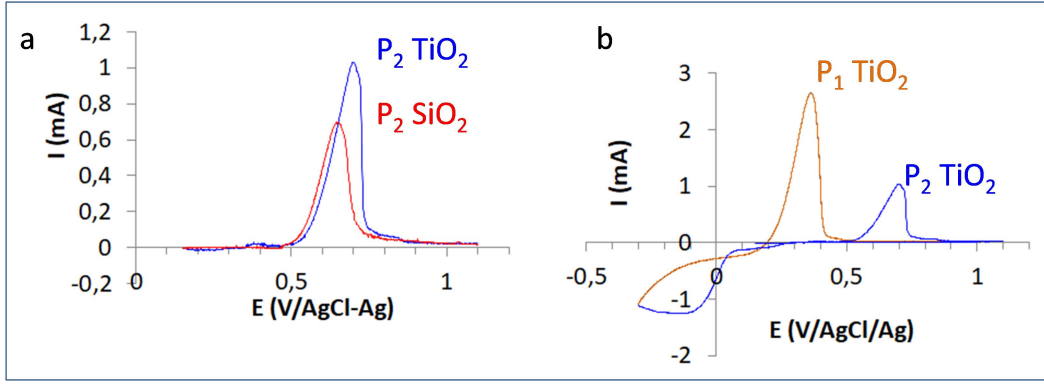 a
1,2
1
0,8
0,6
0,4
0,2
0
-0,2
I (mA)
P2 TiO2
P2 SiO2
0 0,5 1
E (V/AgCl-Ag)
b
3
2
1
0
-1
-2
I (mA)
P1 TiO2
P2 TiO2
-0,5 0 0,5 1
E (V/AgCl/Ag)